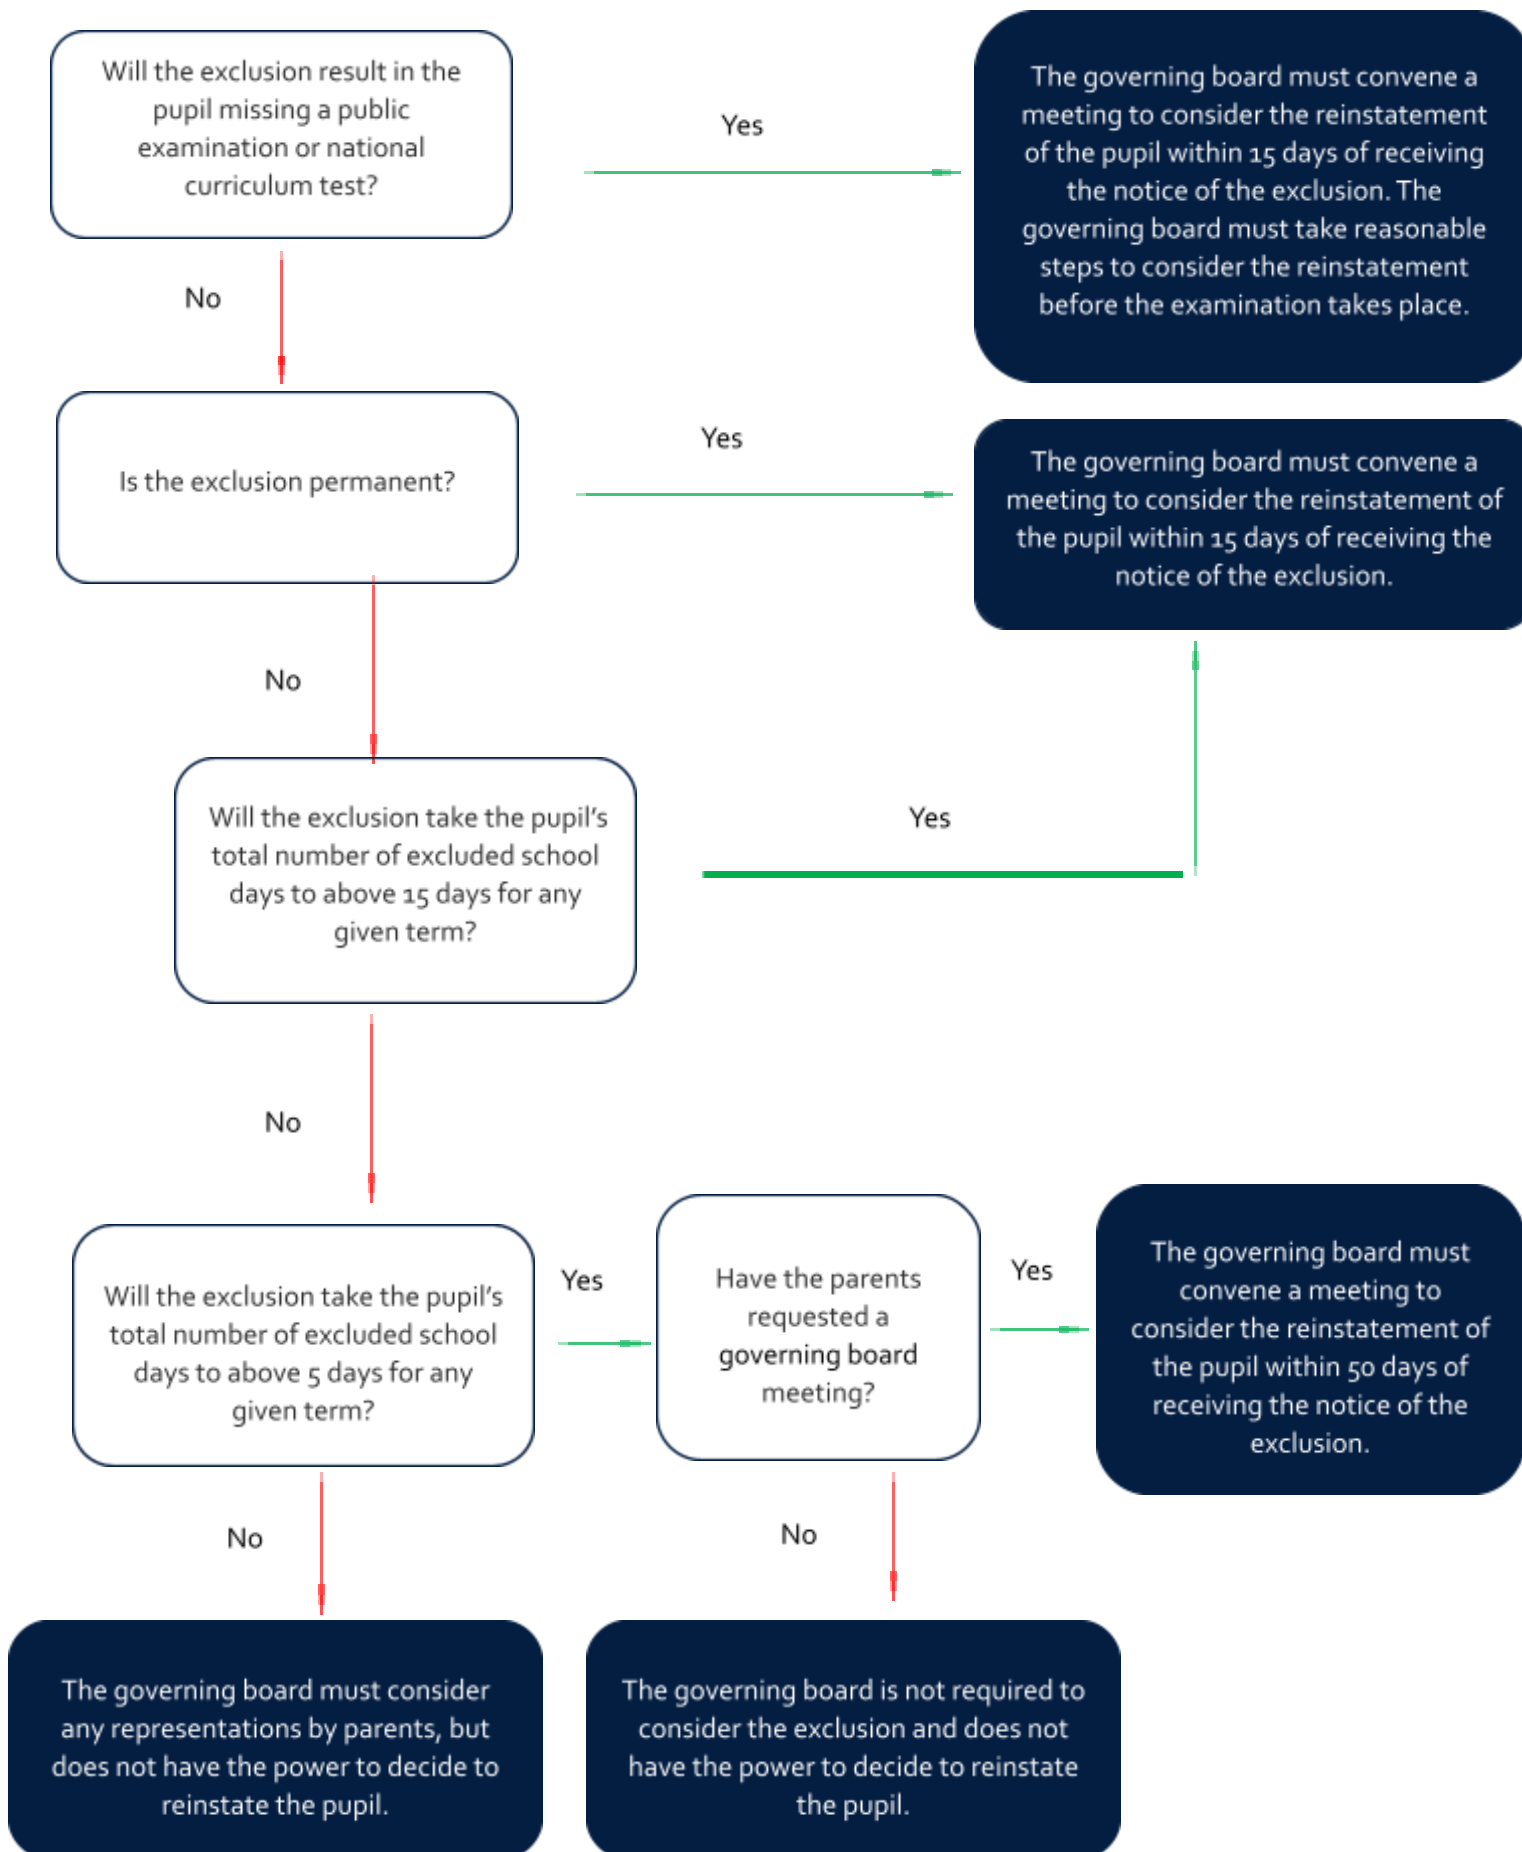 Will the exclusion result in the
pupil missing a public
examination or national
curriculum test?
Yes
The governing board must convene a
meeting to consider the reinstatement
of the pupil within 15 days of receiving
the notice of the exclusion. The
governing board must take reasonable
steps to consider the reinstatement
before the examination takes place.
No
Is the exclusion permanent?
Yes
The governing board must convene a
meeting to consider the reinstatement of
the pupil within 15 days of receiving the
notice of the exclusion.
No
Will the exclusion take the pupil’s
total number of excluded school
days to above 15 days for any
given term?
Yes
No
Will the exclusion take the pupil’s
total number of excluded school
days to above 5 days for any
given term?
Yes
Have the parents
requested a
governing board
meeting?
Yes
The governing board must
convene a meeting to
consider the reinstatement of
the pupil within 50 days of
receiving the notice of the
exclusion.
No
No
The governing board must consider
any representations by parents, but
does not have the power to decide to
reinstate the pupil.
The governing board is not required to
consider the exclusion and does not
have the power to decide to reinstate
the pupil.